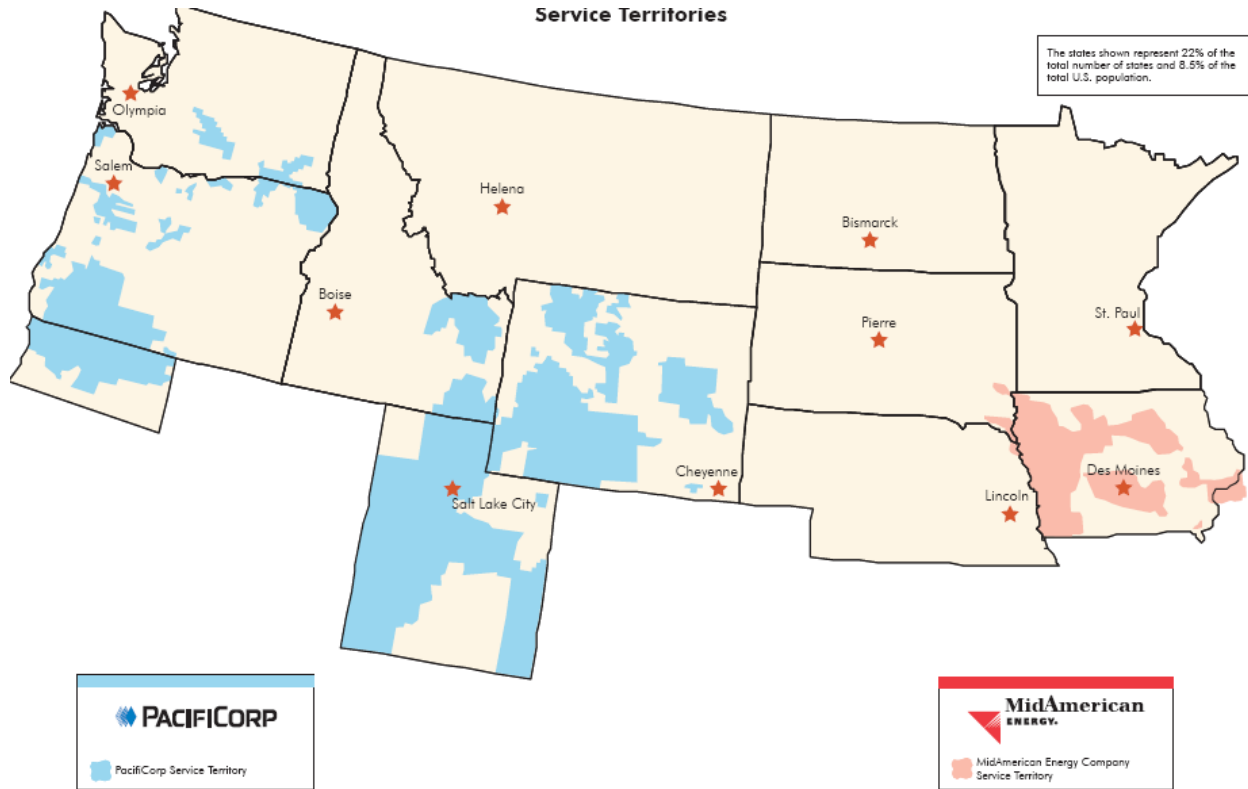 Service Territories
The states shown represent 22% of the
total number of states and 8.5% of the
total U.S. population.
Olympia
Salem
Helena
Bismarck
Boise
Pierre
St. Paul
Cheyenne
Des Moines
Salt Lake City
Lincoln
PACIFICORP
PacifiCorp Service Territory
MidAmerican
ENERGY.
MidAmerican Energy Company
Service Territory